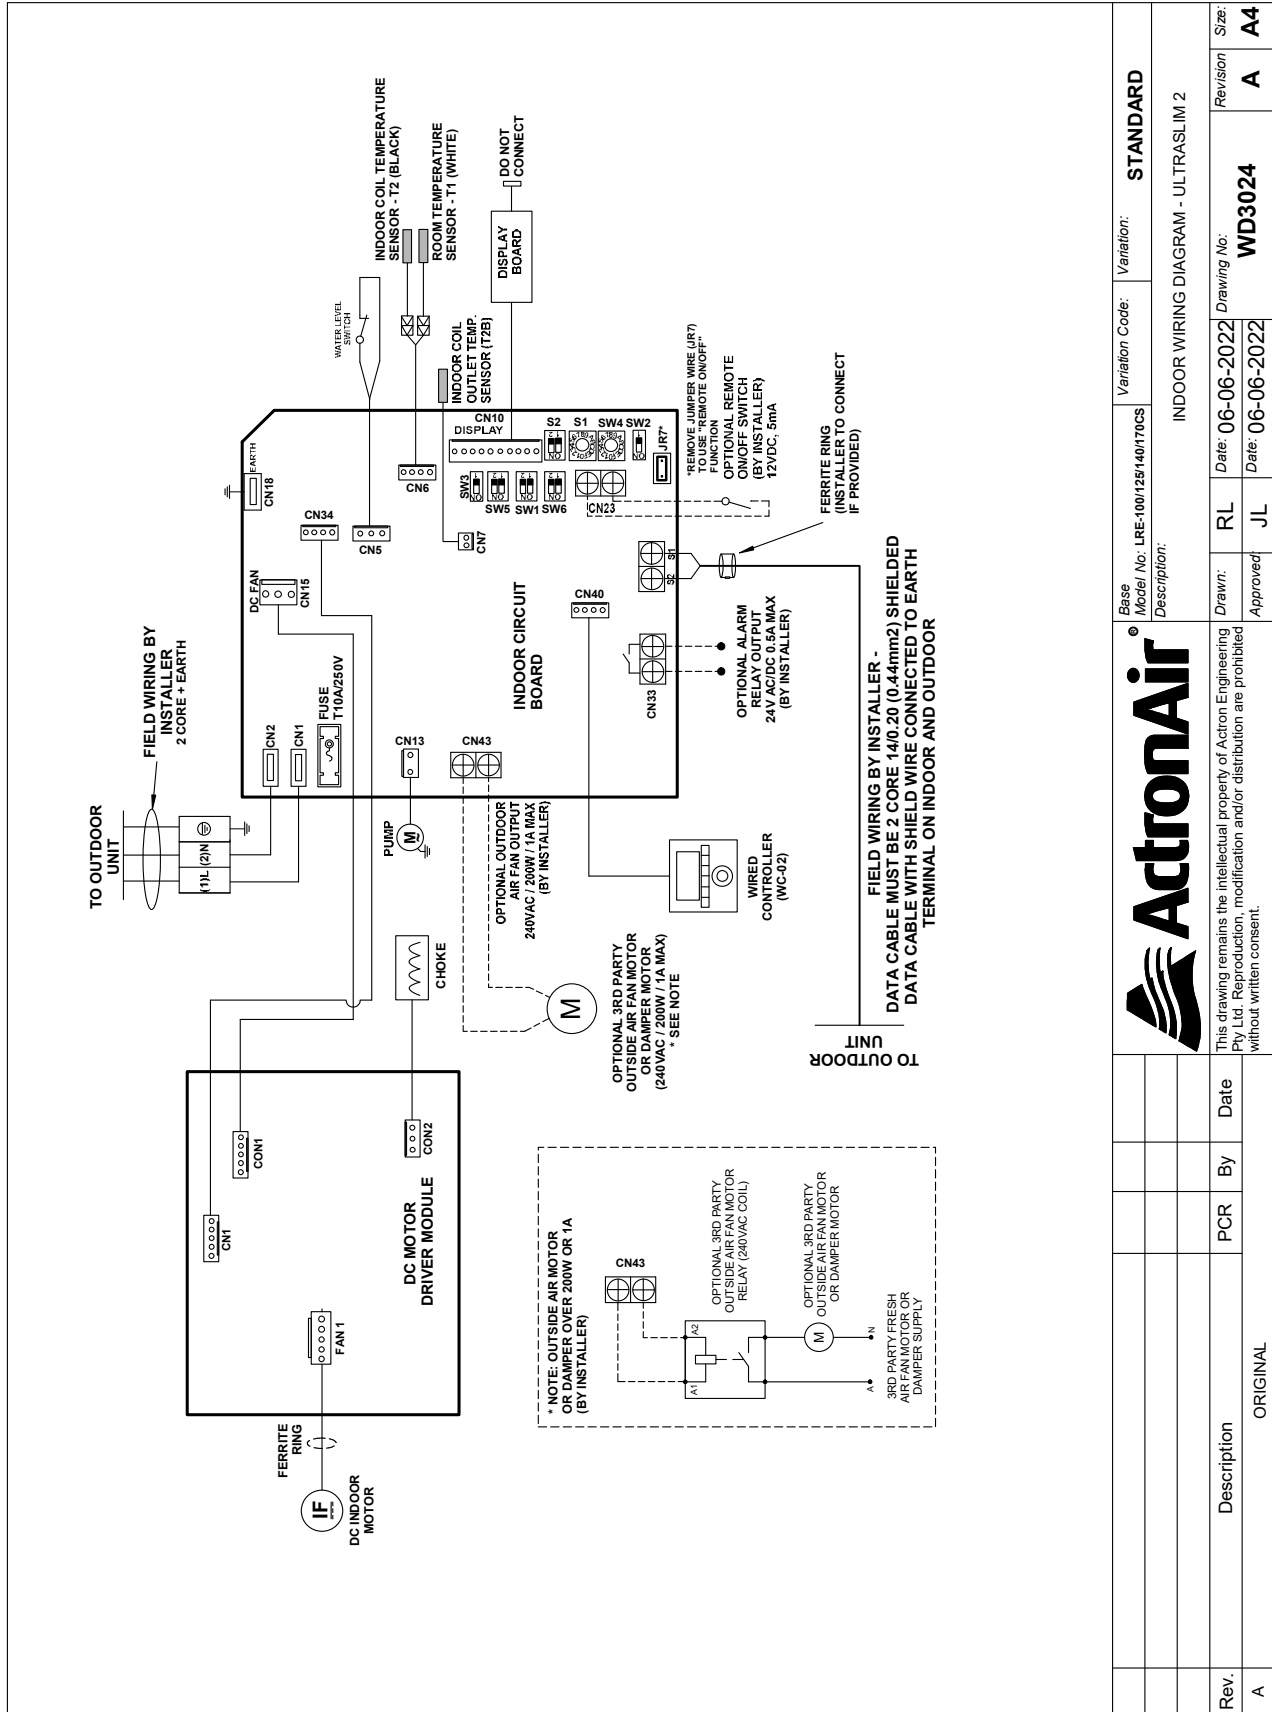 TO OUTDOOR
UNIT
FIELD WIRING BY
INSTALLER
2 CORE + EARTH
(1)L
(2)N
CN2
CN1
FUSE
T10A/250V
DC FAN
CN15
CN34
CN18
EARTH
CN5
WATER LEVEL
SWITCH
CN6
INDOOR COIL TEMPERATURE
SENSOR - T2 (BLACK)
ROOM TEMPERATURE
SENSOR - T1 (WHITE)
INDOOR COIL
OUTLET TEMP.
SENSOR (T2B)
CN7
CN10
DISPLAY
DISPLAY
BOARD
DO NOT
CONNECT
S2
S1
SW4
SW2
SW3
SW5
SW1
SW6
JR7*
CN23
*REMOVE JUMPER WIRE (JR7)
TO USE "REMOTE ON/OFF"
FUNCTION
OPTIONAL REMOTE
ON/OFF SWITCH
(BY INSTALLER)
12VDC, 5mA
FERRITE RING
(INSTALLER TO CONNECT
IF PROVIDED)
S1
S2
CN40
INDOOR CIRCUIT
BOARD
CN33
OPTIONAL ALARM
RELAY OUTPUT
24V AC/DC 0.5A MAX
(BY INSTALLER)
CN13
PUMP
M
CN43
OPTIONAL OUTDOOR
AIR FAN OUTPUT
240VAC / 200W / 1A MAX
(BY INSTALLER)
M
OPTIONAL 3RD PARTY
OUTSIDE AIR FAN MOTOR
OR DAMPER MOTOR
(240VAC / 200W / 1A MAX)
* SEE NOTE
WIRED
CONTROLLER
(WC-02)
CHOKE
FIELD WIRING BY INSTALLER -
DATA CABLE MUST BE 2 CORE 14/0.20 (0.44mm2) SHIELDED
DATA CABLE WITH SHIELD WIRE CONNECTED TO EARTH
TERMINAL ON INDOOR AND OUTDOOR
TO OUTDOOR
UNIT
CN1
CON1
CON2
FAN 1
DC MOTOR
DRIVER MODULE
FERRITE
RING
IF
DC INDOOR
MOTOR
* NOTE: OUTSIDE AIR MOTOR
OR DAMPER OVER 200W OR 1A
(BY INSTALLER)
CN43
A1
A2
OPTIONAL 3RD PARTY
OUTSIDE AIR FAN MOTOR
RELAY (240VAC COIL)
M
OPTIONAL 3RD PARTY
OUTSIDE AIR FAN MOTOR
OR DAMPER MOTOR
A
N
3RD PARTY FRESH
AIR FAN MOTOR OR
DAMPER SUPPLY
Rev.
Description
PCR
By
Date
A
ORIGINAL
ActronAir®
This drawing remains the intellectual property of Actron Engineering
Pty Ltd. Reproduction, modification and/or distribution are prohibited
without written consent.
Base
Model No: LRE-100/125/140/170CS
Variation Code:
Variation:
STANDARD
Description:
INDOOR WIRING DIAGRAM - ULTRASLIM 2
Drawn: RL
Date: 06-06-2022
Approved: JL
Date: 06-06-2022
Drawing No:
WD3024
Revision
A
Size:
A4